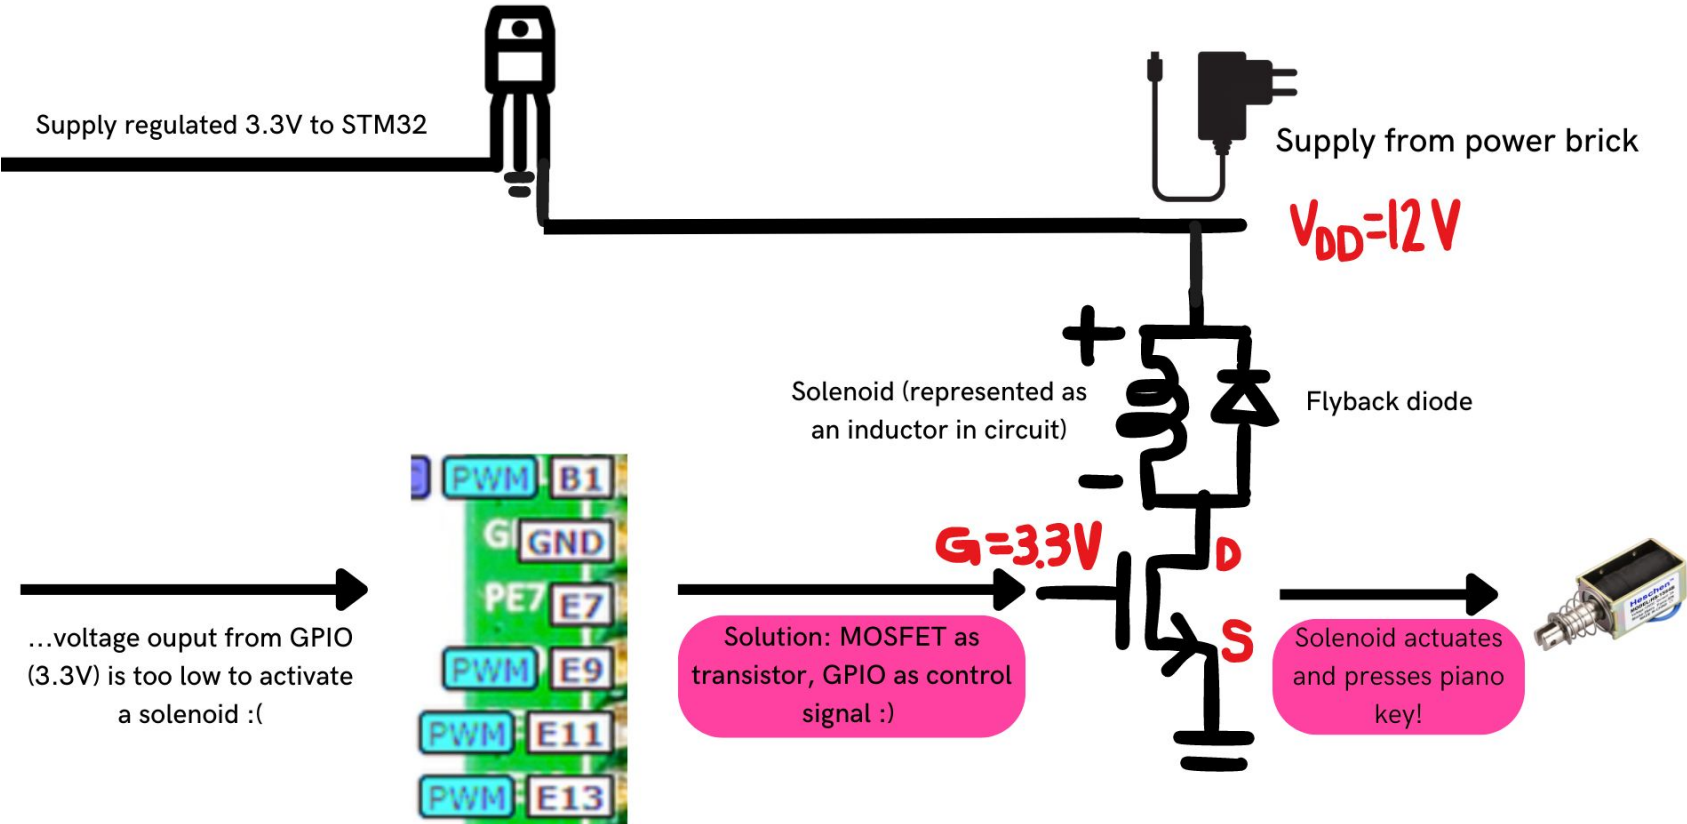 Supply regulated 3.3V to STM32
Supply from power brick
VDD=12V
+
Solenoid (represented as
an inductor in circuit)
Flyback diode
-
PWM B1
GND
PE7 E7
PWM E9
PWM E11
PWM E13
G=3.3V
D
S
...voltage ouput from GPIO
(3.3V) is too low to activate
a solenoid :(
Solution: MOSFET as
transistor, GPIO as control
signal :)
Solenoid actuates
and presses piano
key!
Heschen